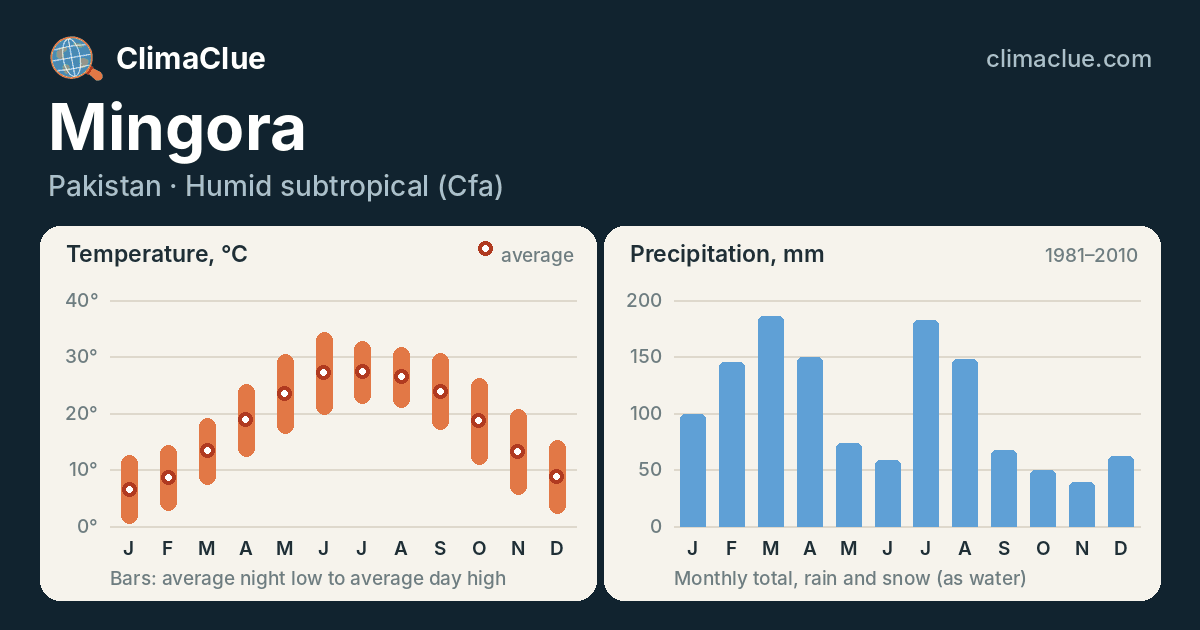 ClimaClue
climaclue.com
Mingora
Pakistan · Humid subtropical (Cfa)
Temperature, °C
average
40°
30°
20°
10°
0°
J F M A M J J A S O N D
Bars: average night low to average day high
Precipitation, mm
1981–2010
200
150
100
50
0
J F M A M J J A S O N D
Monthly total, rain and snow (as water)